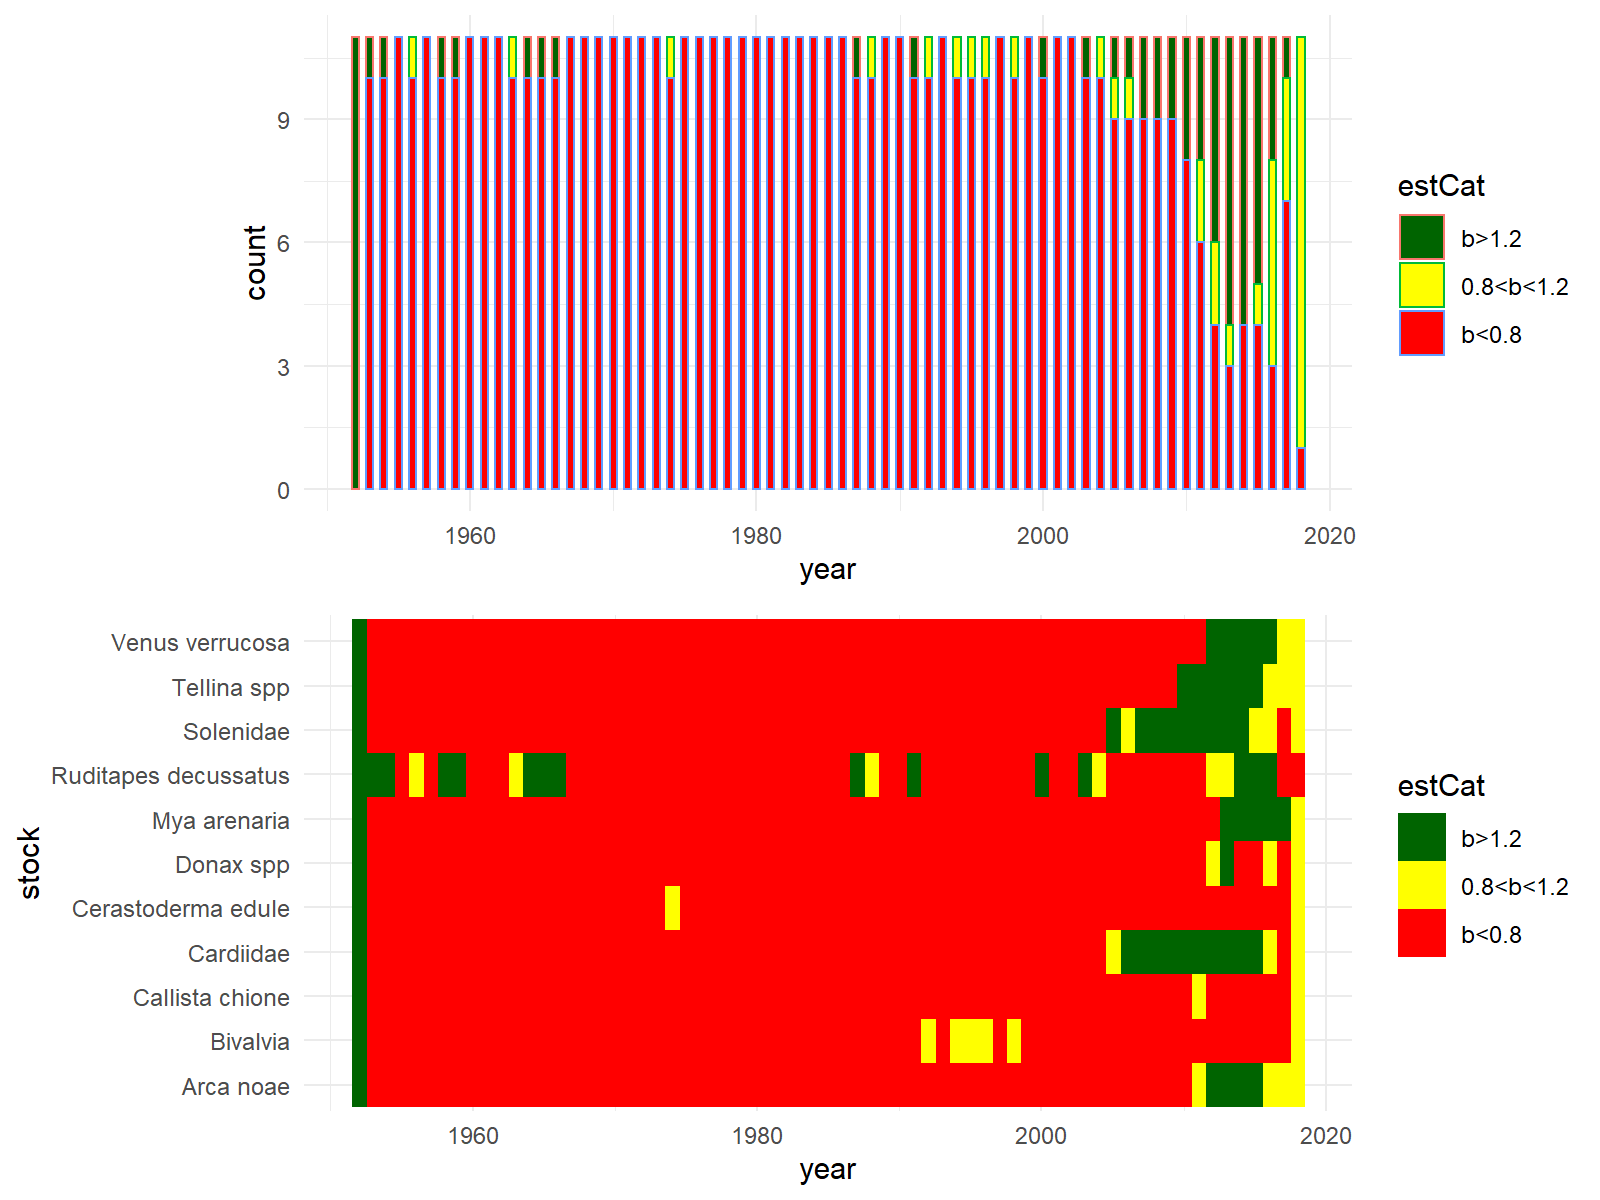 9
6
3
0
count
1960 1980 2000 2020
year
estCat
b>1.2
0.8<b<1.2
b<0.8
Venus verrucosa
Tellina spp
Solenidae
Ruditapes decussatus
Mya arenaria
Donax spp
Cerastoderma edule
Cardiidae
Callista chione
Bivalvia
Arca noae
stock
1960 1980 2000 2020
year
estCat
b>1.2
0.8<b<1.2
b<0.8